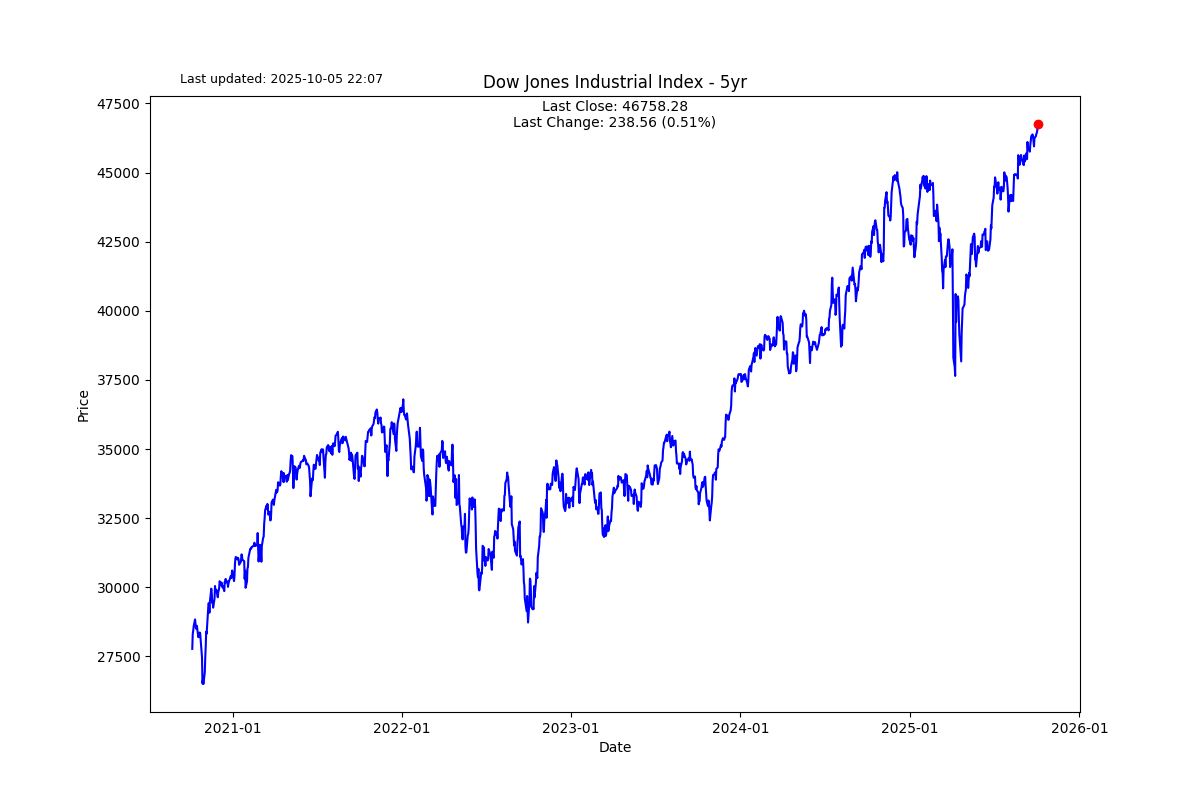 Last updated: 2025-10-05 22:07
Dow Jones Industrial Index - 5yr
Last Close: 46758.28
Last Change: 238.56 (0.51%)
47500
45000
42500
40000
37500
35000
32500
30000
27500
Price
2021-01
2022-01
2023-01
2024-01
2025-01
2026-01
Date